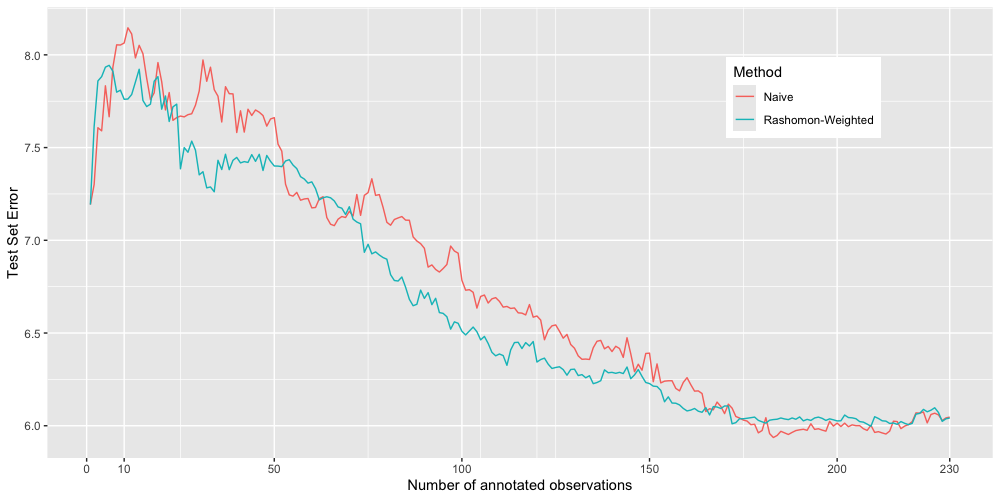 Test Set Error
8.0
7.5
7.0
6.5
6.0
Method
Naive
Rashomon-Weighted
0 10 50 100 150 200 230
Number of annotated observations